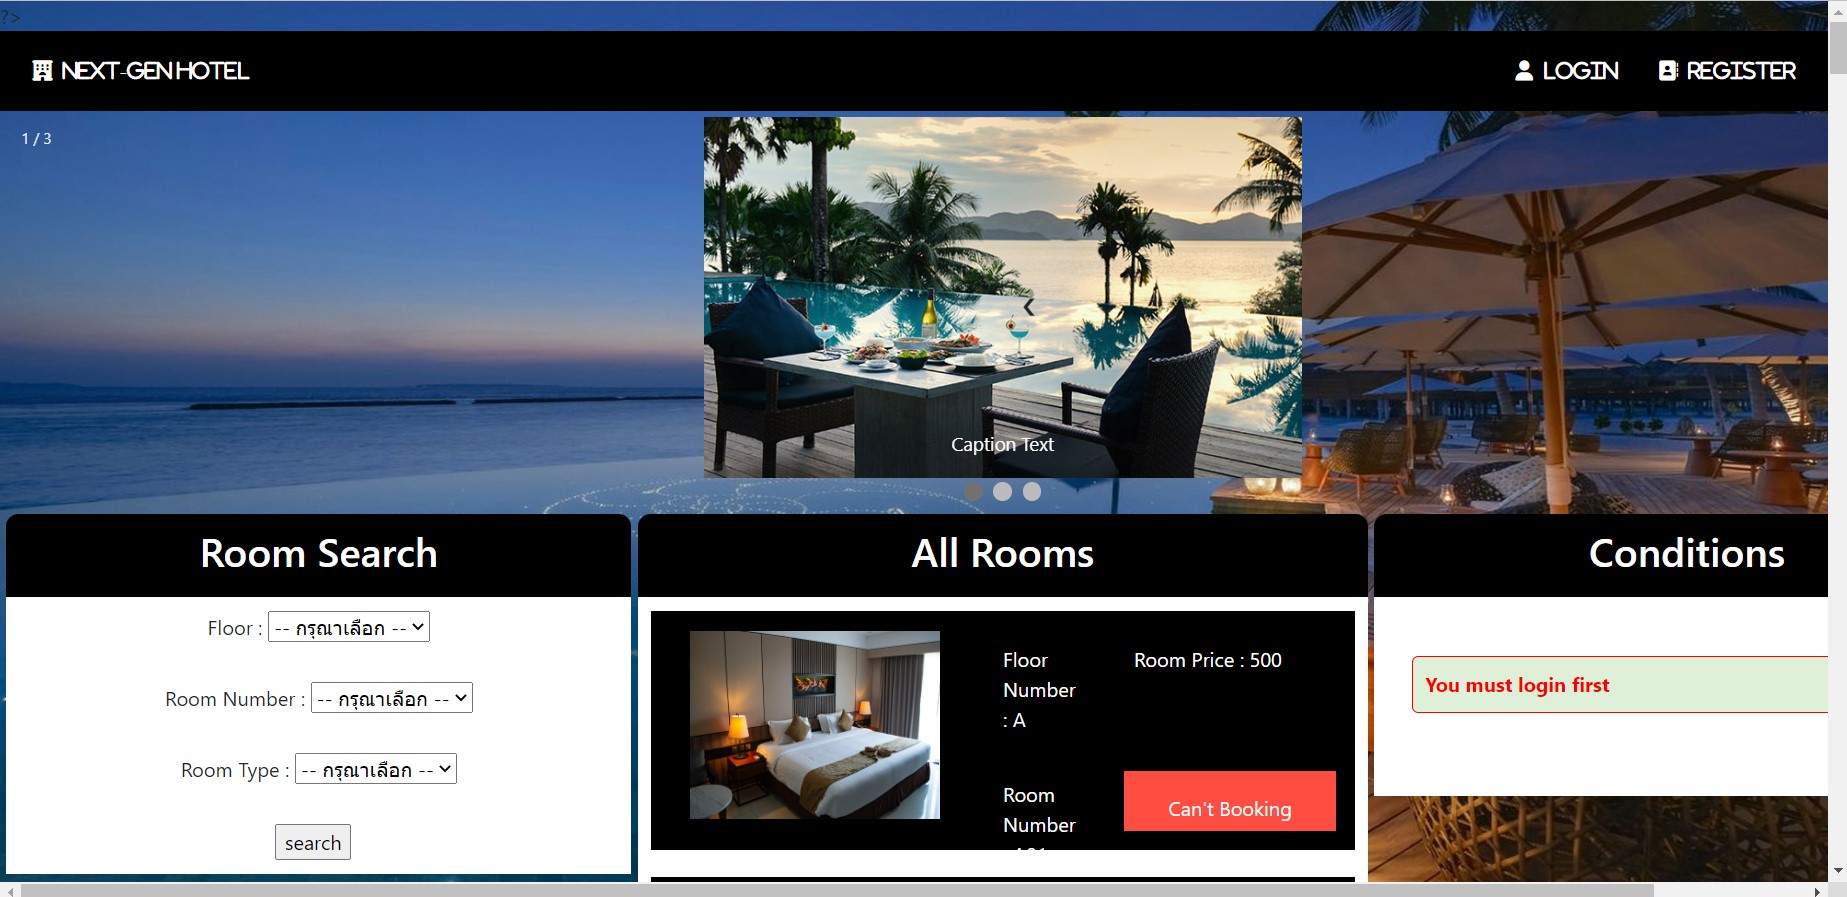 ?>
NEXT-GEN HOTEL
LOGIN
REGISTER
1 / 3
Caption Text
Room Search
Floor : -- กรุณาเลือก --
Room Number : -- กรุณาเลือก --
Room Type : -- กรุณาเลือก --
search
All Rooms
Floor
Number
: A
Room Price : 500
Room
Number
Can't Booking
Conditions
You must login first